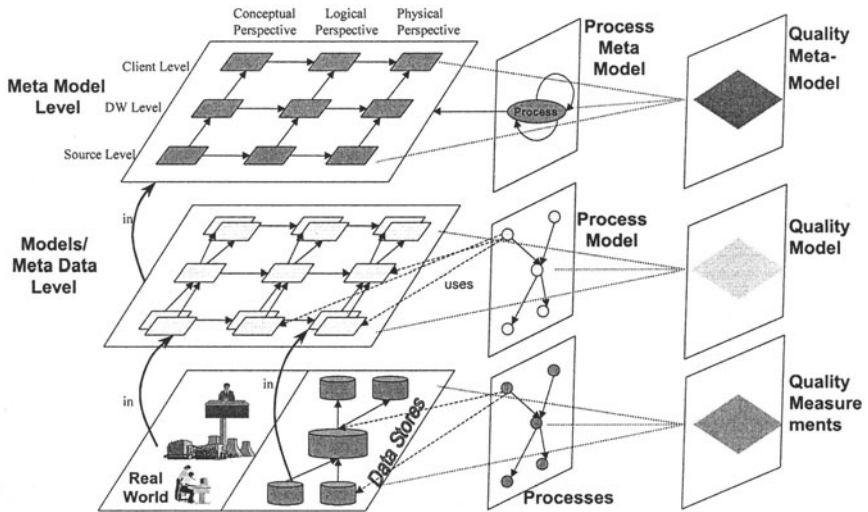 Conceptual Logical Physical
Perspective Perspective Perspective
Process
Meta
Model
Quality
Meta-
Model
Client Level
Meta Model
Level
DW Level
Process
Source Level
in
Models/
Meta Data
Level
Process
Model
Quality
Model
uses
in
in
Real
World
Data Stores
Processes
Quality
Measure
ments